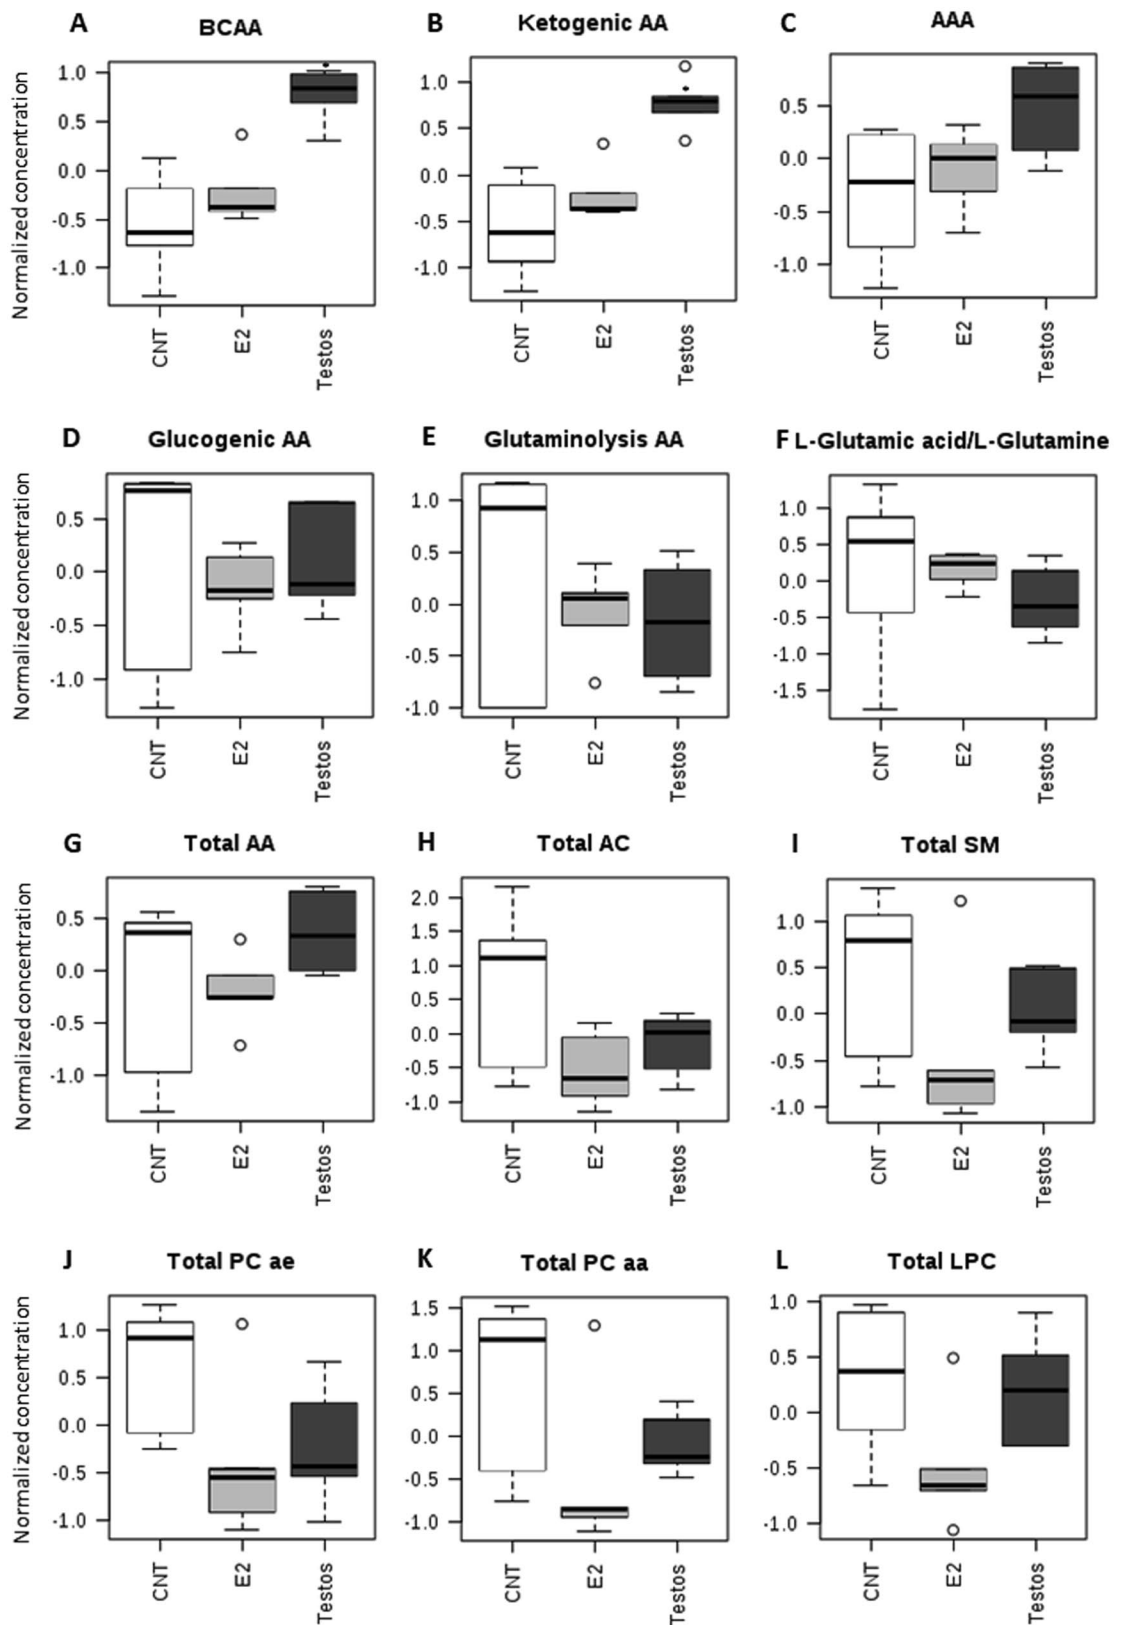 A BCAA
B Ketogenic AA
C AAA
Normalized concentration
1.0
0.5
0.0
-0.5
-1.0
CNT
E2
Testos
1.0
0.5
0.0
-0.5
-1.0
CNT
E2
Testos
0.5
0.0
-0.5
-1.0
CNT
E2
Testos
D Glucogenic AA
E Glutaminolysis AA
F L-Glutamic acid/L-Glutamine
Normalized concentration
0.5
0.0
-0.5
-1.0
CNT
E2
Testos
1.0
0.5
0.0
-0.5
-1.0
CNT
E2
Testos
1.0
0.5
0.0
-0.5
-1.0
-1.5
CNT
E2
Testos
G Total AA
H Total AC
I Total SM
Normalized concentration
0.5
0.0
-0.5
-1.0
CNT
E2
Testos
2.0
1.5
1.0
0.5
0.0
-0.5
-1.0
CNT
E2
Testos
1.0
0.5
0.0
-0.5
-1.0
CNT
E2
Testos
J Total PC ae
K Total PC aa
L Total LPC
Normalized concentration
1.0
0.5
0.0
-0.5
-1.0
CNT
E2
Testos
1.5
1.0
0.5
0.0
-0.5
-1.0
CNT
E2
Testos
1.0
0.5
0.0
-0.5
-1.0
CNT
E2
Testos